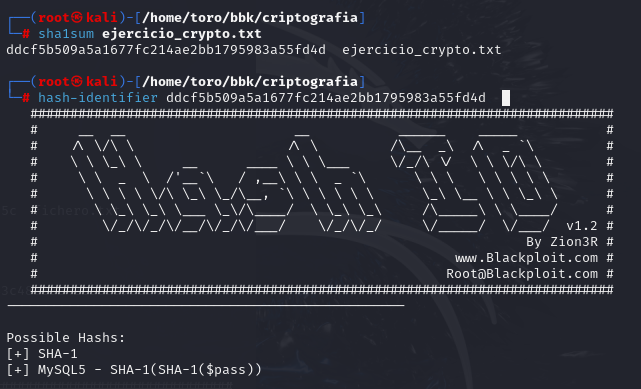 ┌──(root㉿kali)-[/home/toro/bbk/criptografia]
└─# sha1sum ejercicio_crypto.txt
ddcf5b509a5a1677fc214ae2bb1795983a55fd4d  ejercicio_crypto.txt
┌──(root㉿kali)-[/home/toro/bbk/criptografia]
└─# hash-identifier ddcf5b509a5a1677fc214ae2bb1795983a55fd4d
HASH ID
v1.2
By Zion3R
www.Blackploit.com
Root@Blackploit.com
Possible Hashs:
[+] SHA-1
[+] MySQL5 - SHA-1(SHA-1($pass))